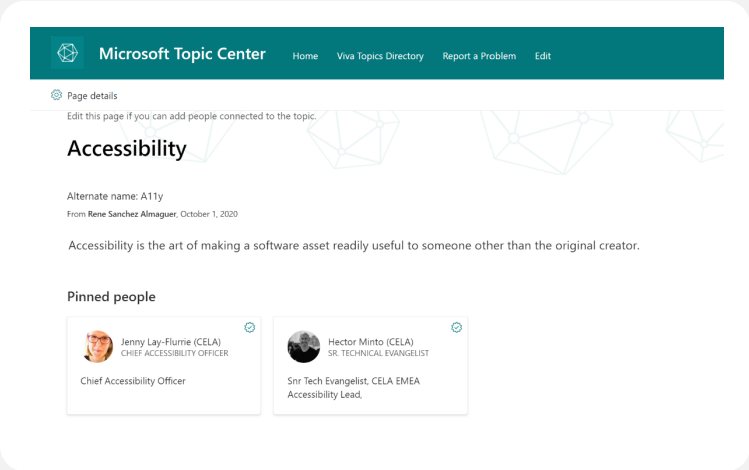 Microsoft Topic Center
Home
Viva Topics Directory
Report a Problem
Edit
Page details
Edit this page if you can add people connected to the topic.
Accessibility
Alternate name: A11y
From Rene Sanchez Almaguer, October 1, 2020
Accessibility is the art of making a software asset readily useful to someone other than the original creator.
Pinned people
Jenny Lay-Flurrie (CELA)
CHIEF ACCESSIBILITY OFFICER
Chief Accessibility Officer
Hector Minto (CELA)
SR. TECHNICAL EVANGELIST
Snr Tech Evangelist, CELA EMEA
Accessibility Lead,